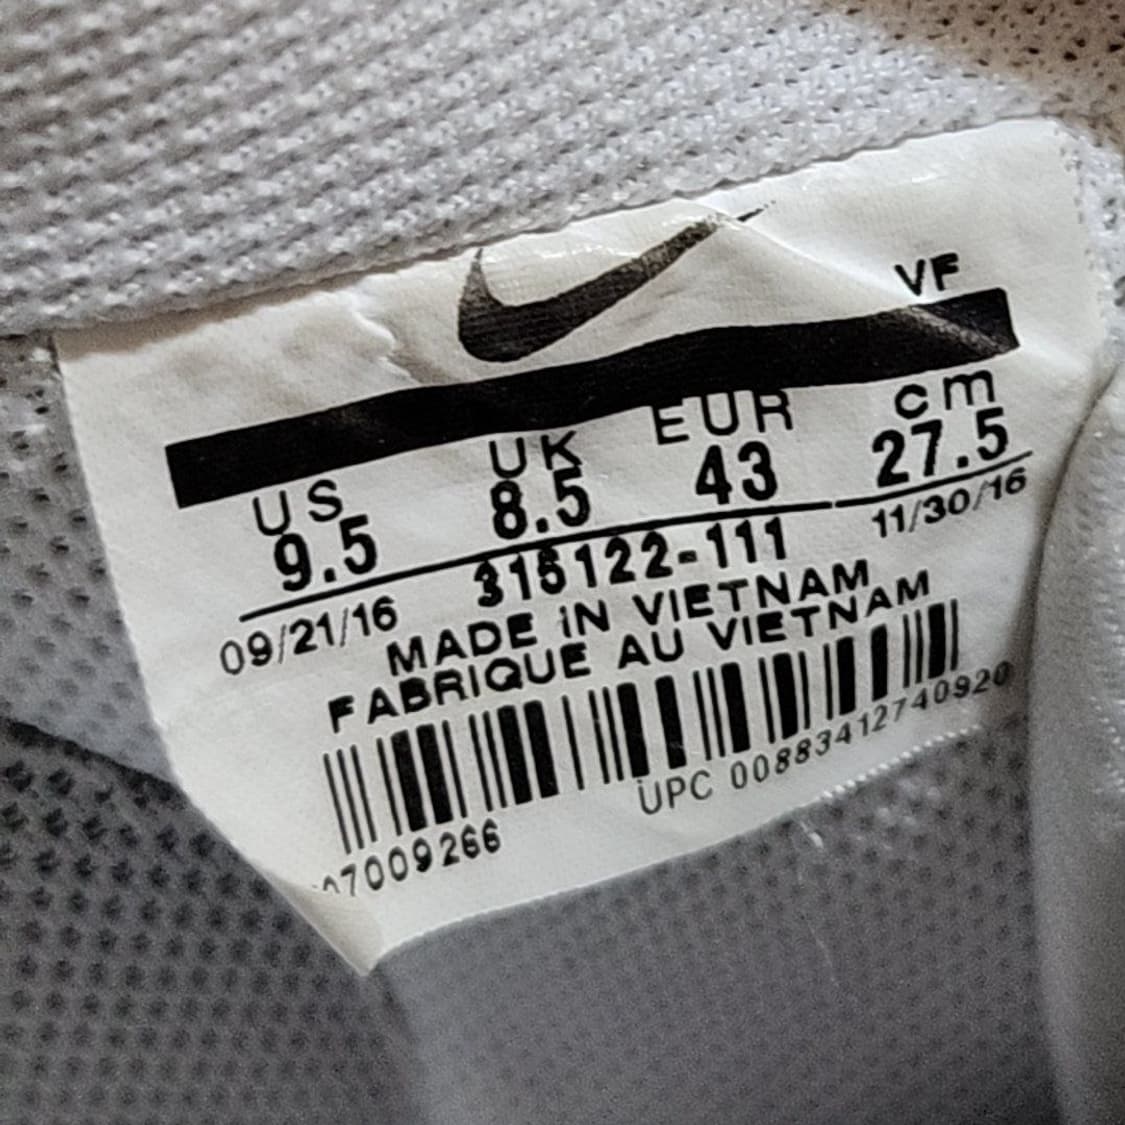 VF
US UK EUR cm
9.5 8.5 43 27.5
09/21/16 315122-111 11/30/16
MADE IN VIETNAM
FABRIQUE AU VIETNAM
UPC 00883412740920
7009266